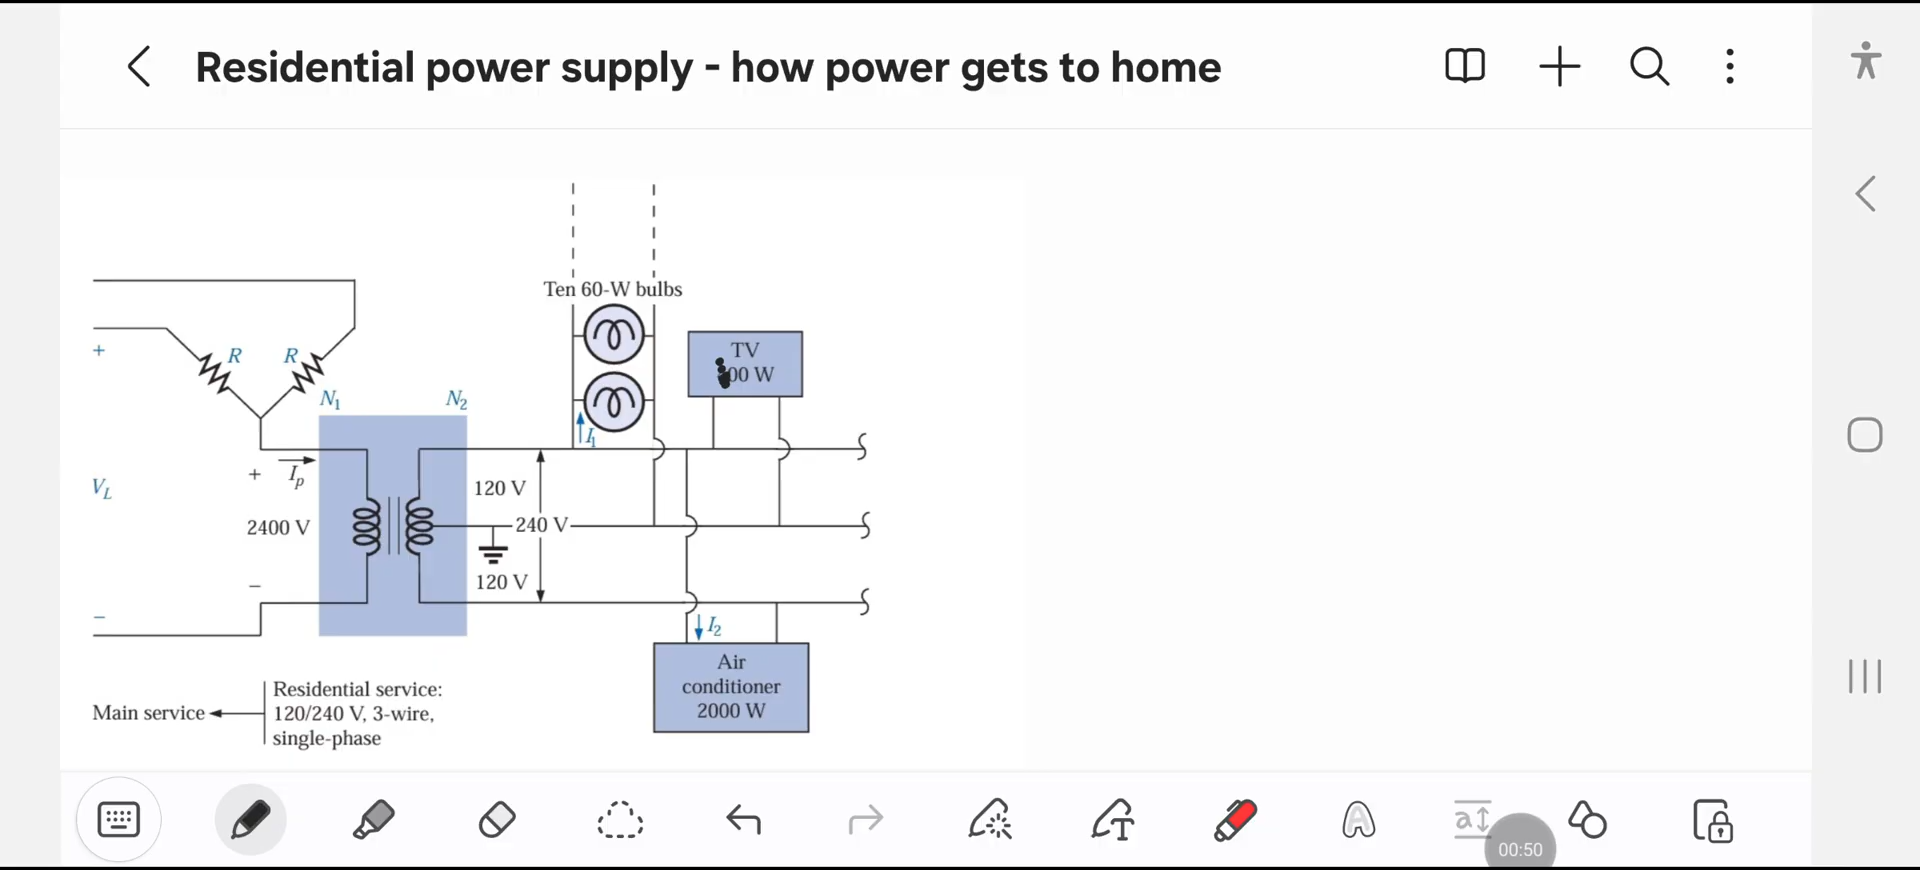 Residential power supply - how power gets to home
Ten 60-W bulbs
TV
00 W
+
R R
N1 N2
I1
+ Ip
VL
120 V
2400 V
240 V
120 V
−
−
I2
Air
conditioner
2000 W
Main service
Residential service:
120/240 V, 3-wire,
single-phase
00:50